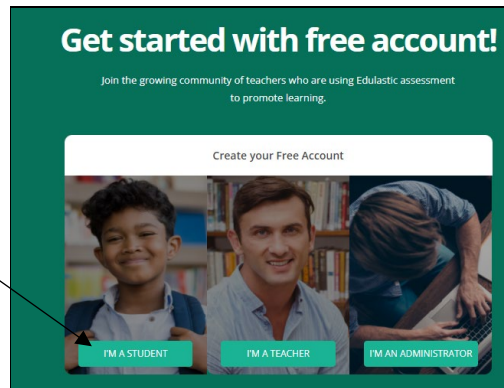 Get started with free account!
Join the growing community of teachers who are using Edulastic assessment
to promote learning.
Create your Free Account
I'M A STUDENT
I'M A TEACHER
I'M AN ADMINISTRATOR